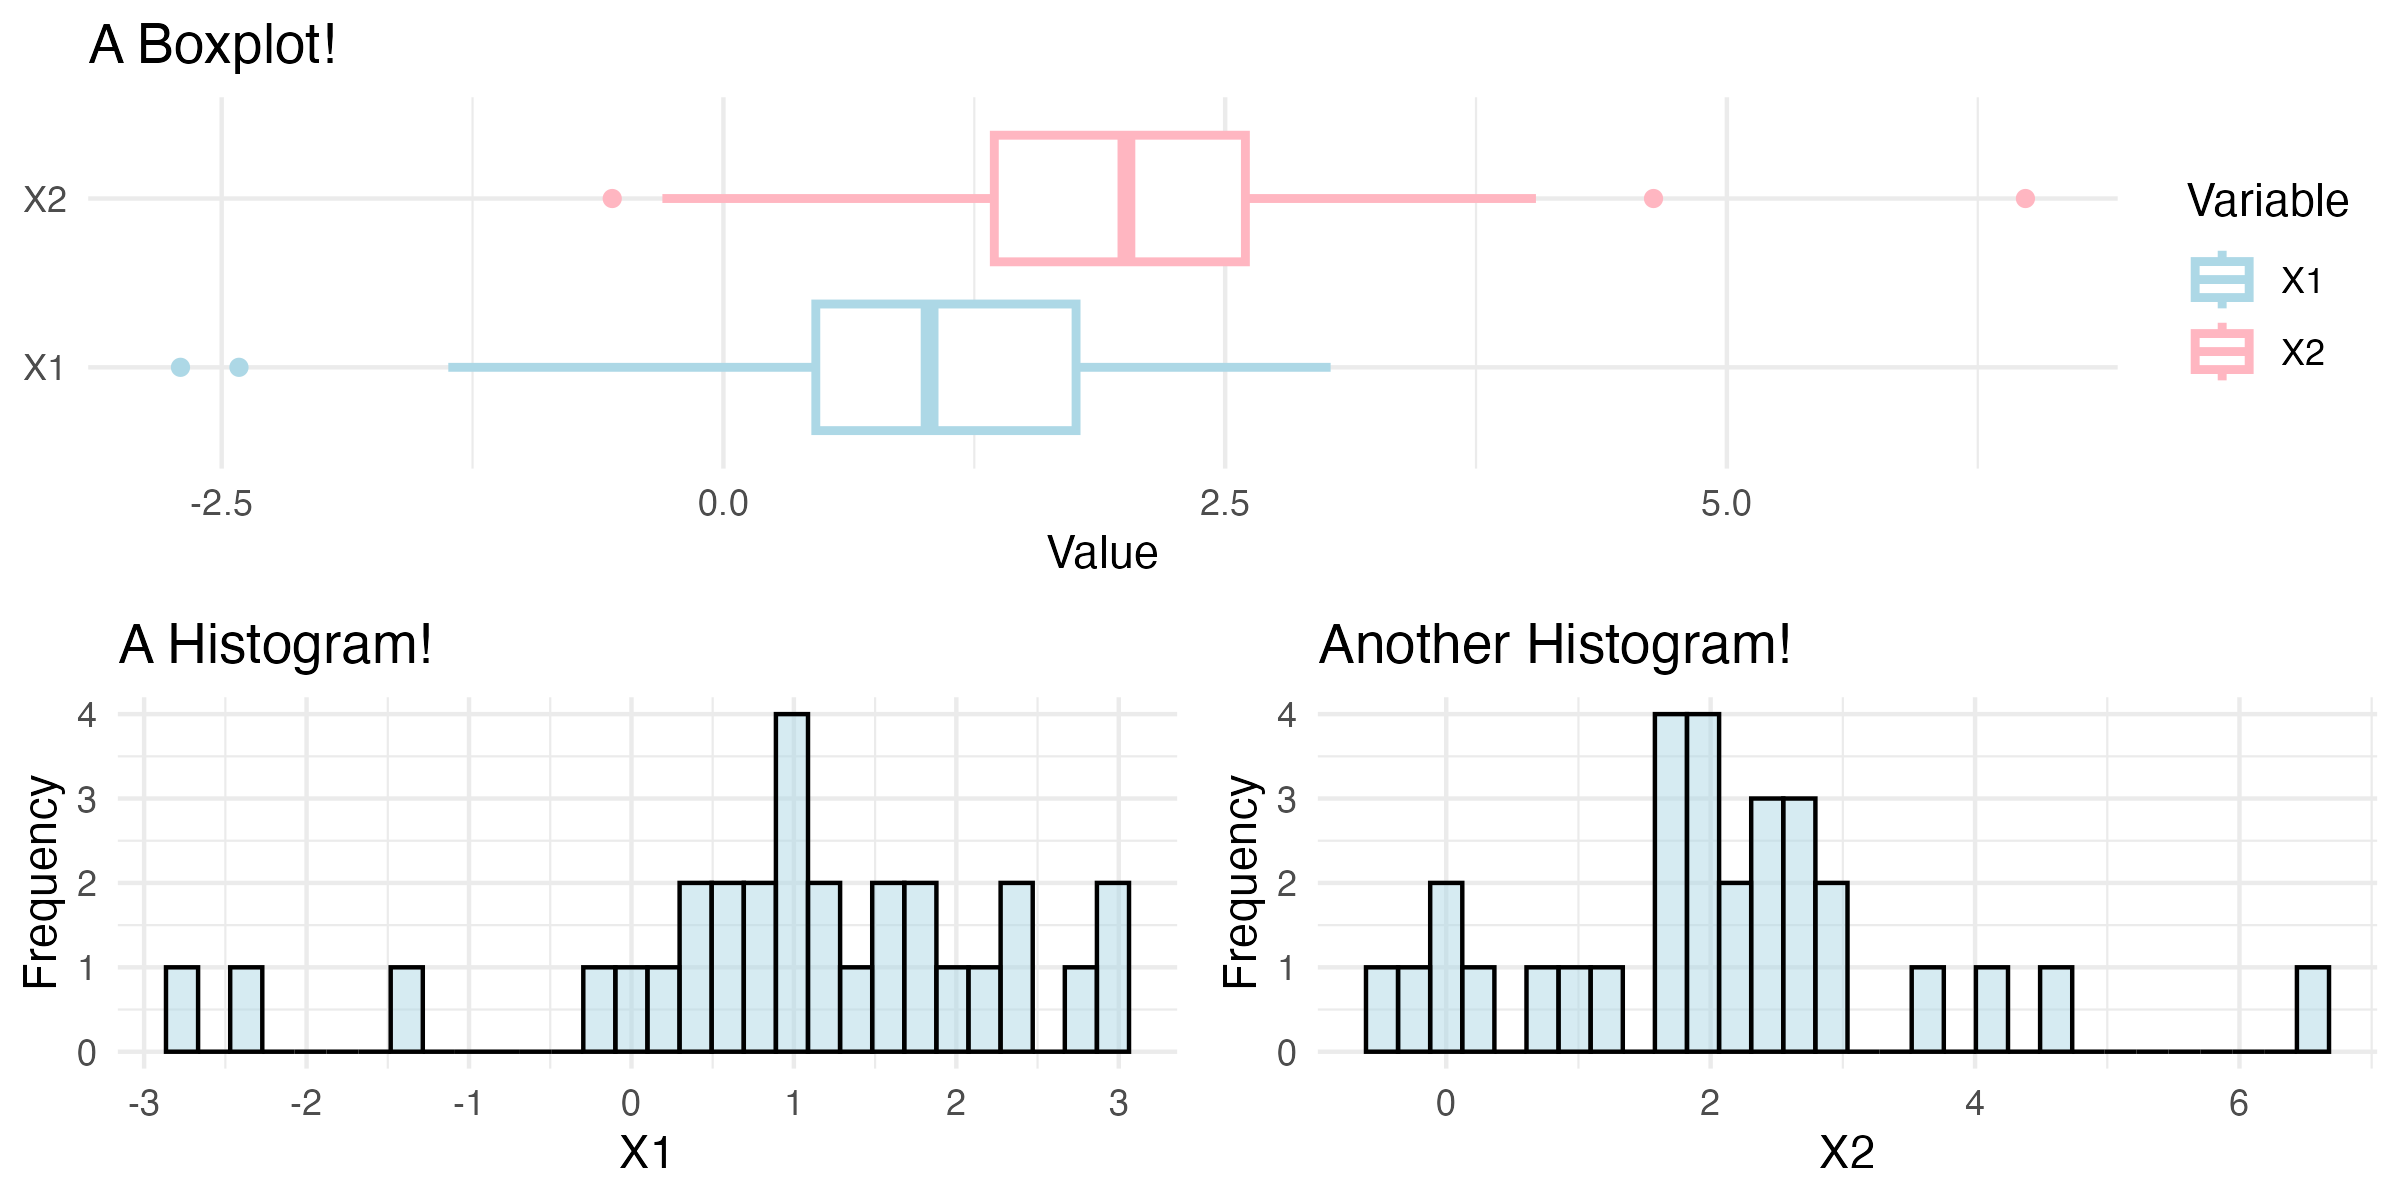 A Boxplot!
X2
X1
-2.5 0.0 2.5 5.0
Value
Variable
X1
X2
A Histogram!
Frequency
4
3
2
1
0
-3 -2 -1 0 1 2 3
X1
Another Histogram!
Frequency
4
3
2
1
0
0 2 4 6
X2